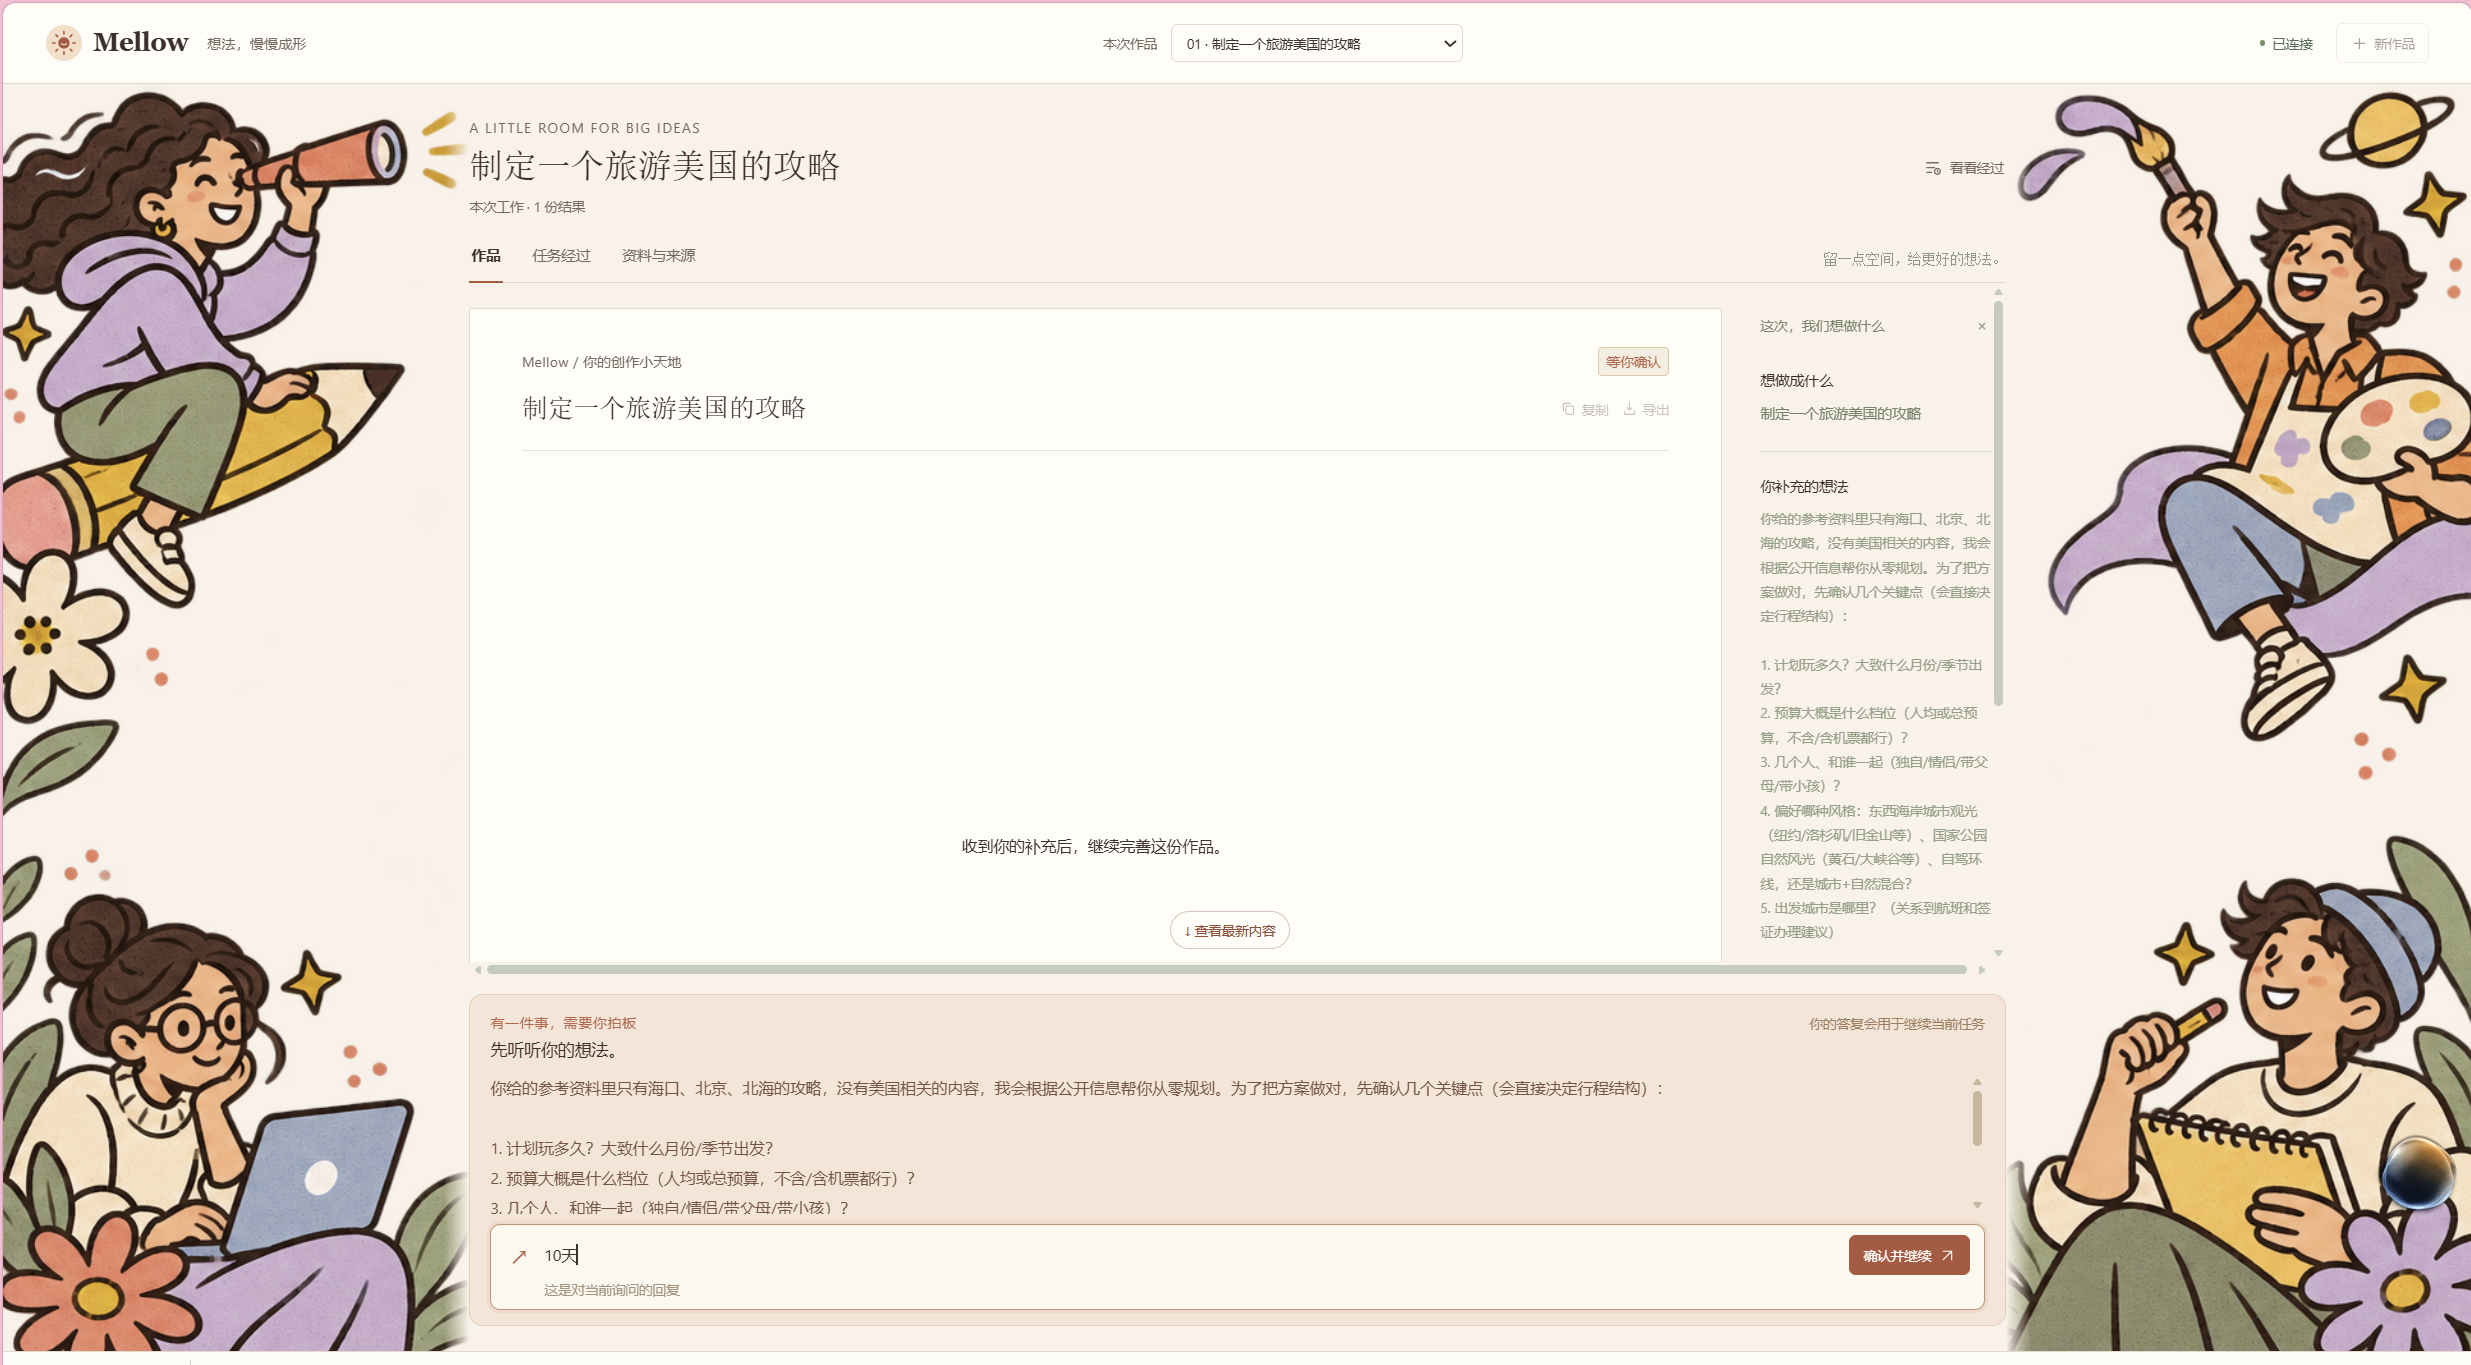 Mellow 想法，慢慢成形
本次作品 01 · 制定一个旅游美国的攻略
已连接
+ 新作品
A LITTLE ROOM FOR BIG IDEAS
制定一个旅游美国的攻略
看看经过
本次工作 · 1 份结果
作品 任务经过 资料与来源
留一点空间，给更好的想法。
Mellow / 你的创作小天地
等你确认
制定一个旅游美国的攻略
复制 导出
收到你的补充后，继续完善这份作品。
↓ 查看最新内容
这次，我们想做什么 ×
想做成什么
制定一个旅游美国的攻略
你补充的想法
你给的参考资料里只有海口、北京、北
海的攻略，没有美国相关的内容，我会
根据公开信息帮你从零规划。为了把方
案做对，先确认几个关键点（会直接决
定行程结构）：
1. 计划玩多久？大致什么月份/季节出
发？
2. 预算大概是什么档位（人均或总预
算，不含/含机票都行）？
3. 几个人、和谁一起（独自/情侣/带父
母/带小孩）？
4. 偏好哪种风格：东西海岸城市观光
（纽约/洛杉矶/旧金山等）、国家公园
自然风光（黄石/大峡谷等）、自驾环
线，还是城市+自然混合？
5. 出发城市是哪里？（关系到航班和签
证办理建议）
有一件事，需要你拍板
你的答复会用于继续当前任务
先听听你的想法。
你给的参考资料里只有海口、北京、北海的攻略，没有美国相关的内容，我会根据公开信息帮你从零规划。为了把方案做对，先确认几个关键点（会直接决定行程结构）：
1. 计划玩多久？大致什么月份/季节出发？
2. 预算大概是什么档位（人均或总预算，不含/含机票都行）？
3. 几个人、和谁一起（独自/情侣/带父母/带小孩）？
10天
确认并继续
这是对当前询问的回复